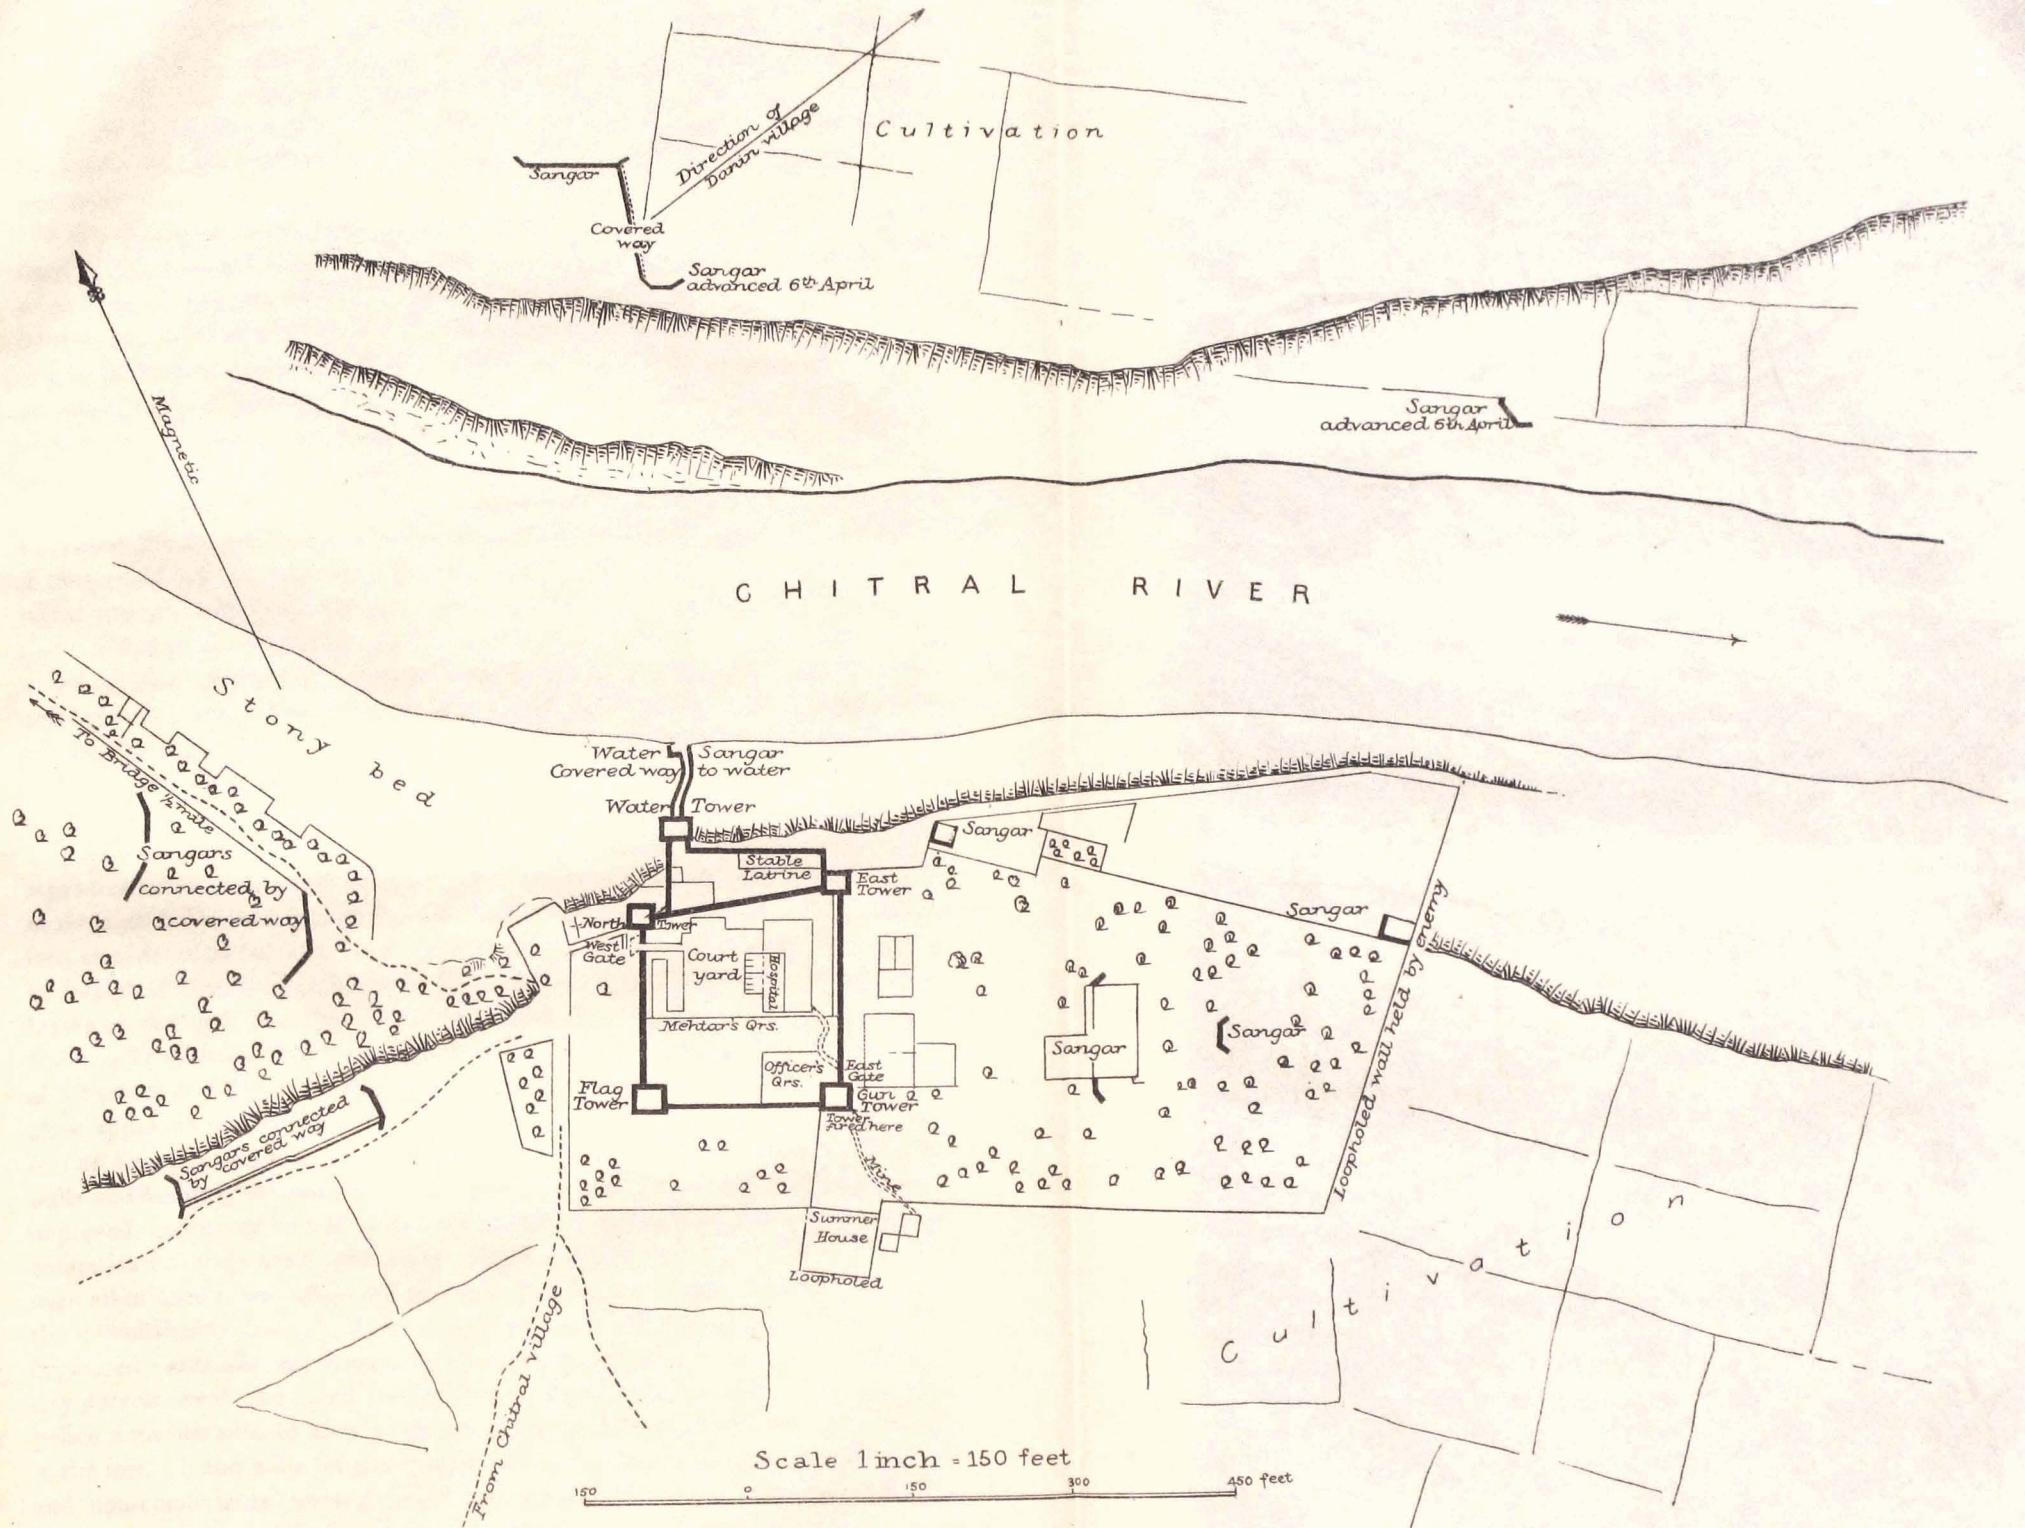 Cultivation
Direction of
Danin village
Sangar
Covered
way
Sangar
advanced 6th April
Magnetic
Sangar
advanced 6th April
CHITRAL RIVER
Stony bed
To Bridge ½ mile
Water Sangar
Covered way to water
Water Tower
Sangars
connected by
covered way
Stable
Latrine
Sangar
East
Tower
Sangar
North Tower
West
Gate
Court
yard
Hospital
Mehtar's Qrs.
Officer's
Qrs.
East
Gate
Gun
Tower
Tower
fired here
Flag
Tower
Sangar
Sangar
Loopholed wall held by enemy
Sangars connected
by covered way
Mine
Summer
House
Loopholed
Cultivation
From Chitral village
Scale 1 inch = 150 feet
150 0 150 300 450 feet